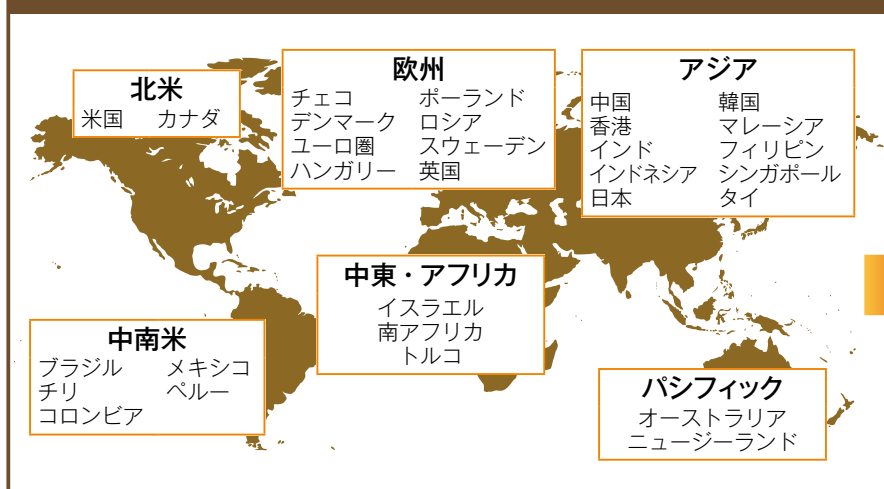 北米
米国 カナダ
欧州
チェコ ポーランド
デンマーク ロシア
ユーロ圏 スウェーデン
ハンガリー 英国
アジア
中国 韓国
香港 マレーシア
インド フィリピン
インドネシア シンガポール
日本 タイ
中東・アフリカ
イスラエル
南アフリカ
トルコ
中南米
ブラジル メキシコ
チリ ペルー
コロンビア
パシフィック
オーストラリア
ニュージーランド